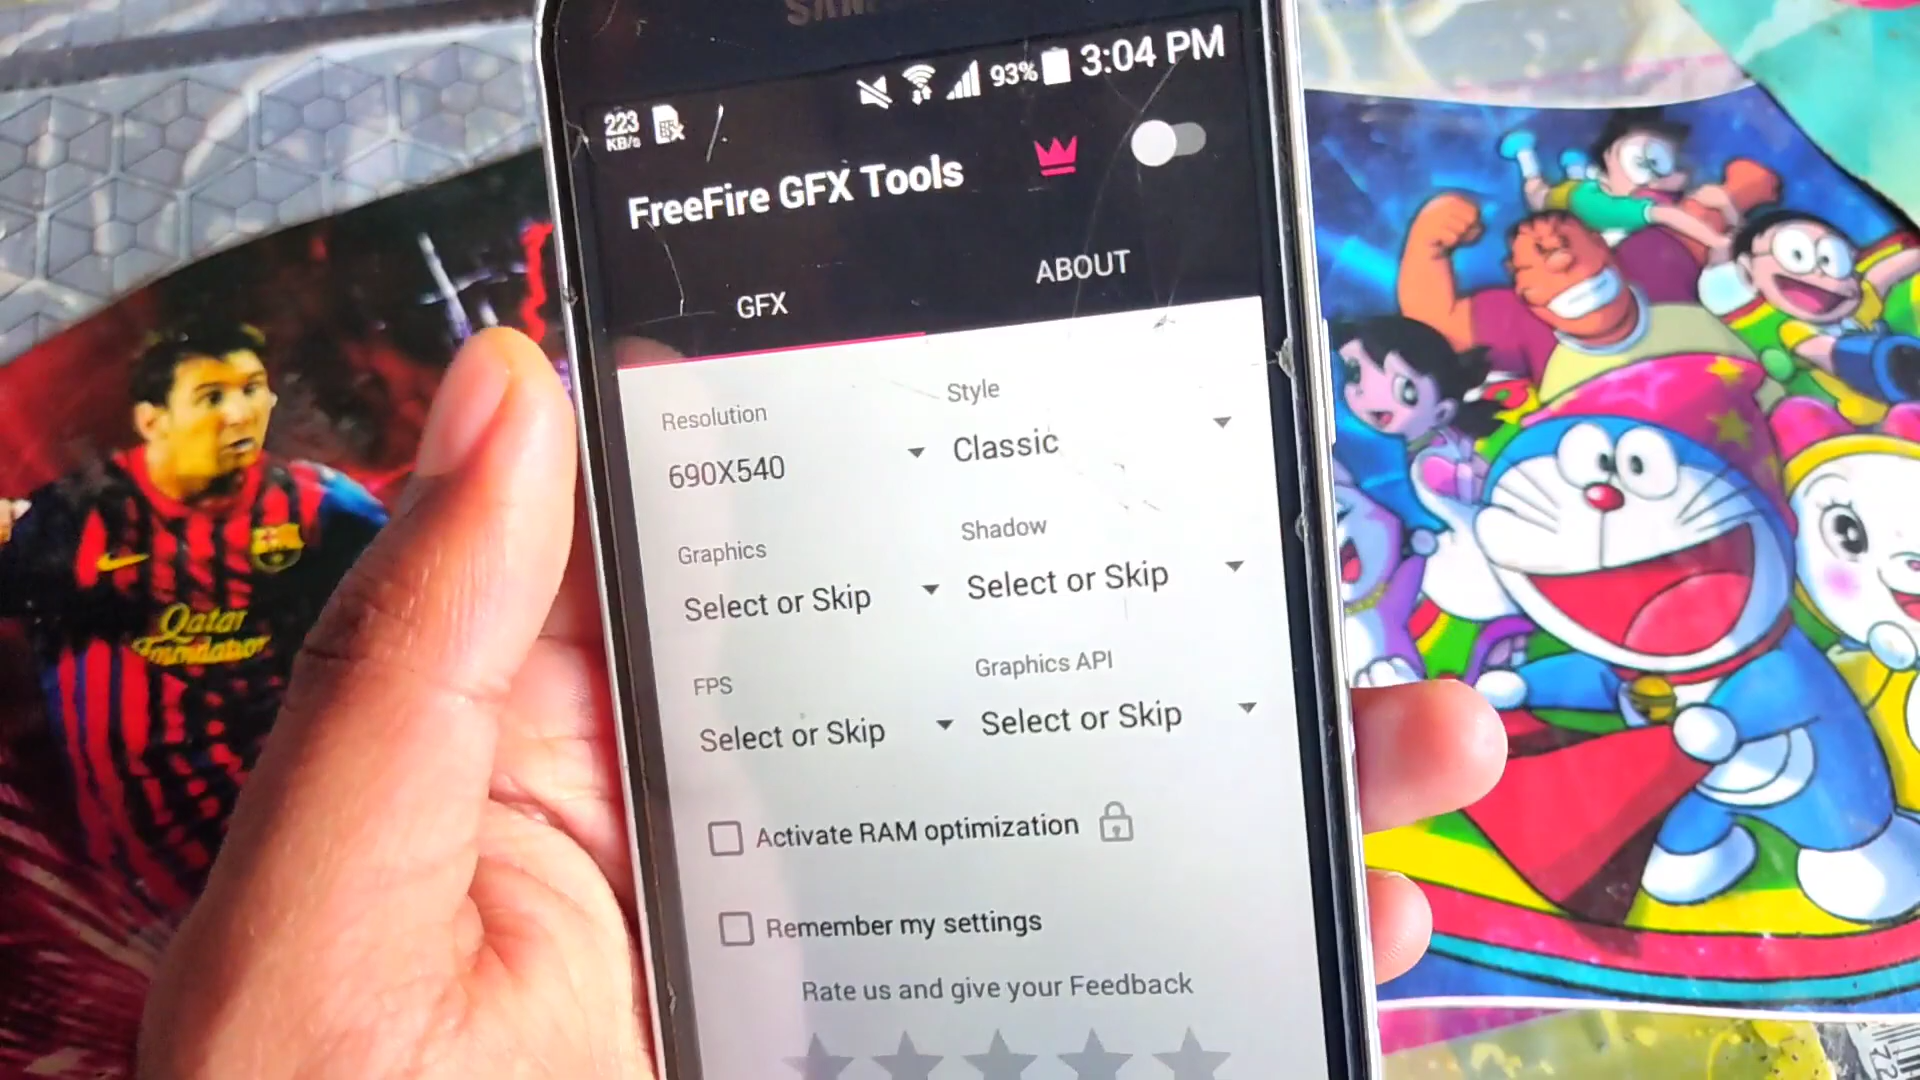 SAMSUNG
223
KB/s
93%
3:04 PM
FreeFire GFX Tools
GFX
ABOUT
Resolution
Style
690X540
Classic
Graphics
Shadow
Select or Skip
Select or Skip
FPS
Graphics API
Select or Skip
Select or Skip
Activate RAM optimization
Remember my settings
Rate us and give your Feedback
Qatar
Foundation